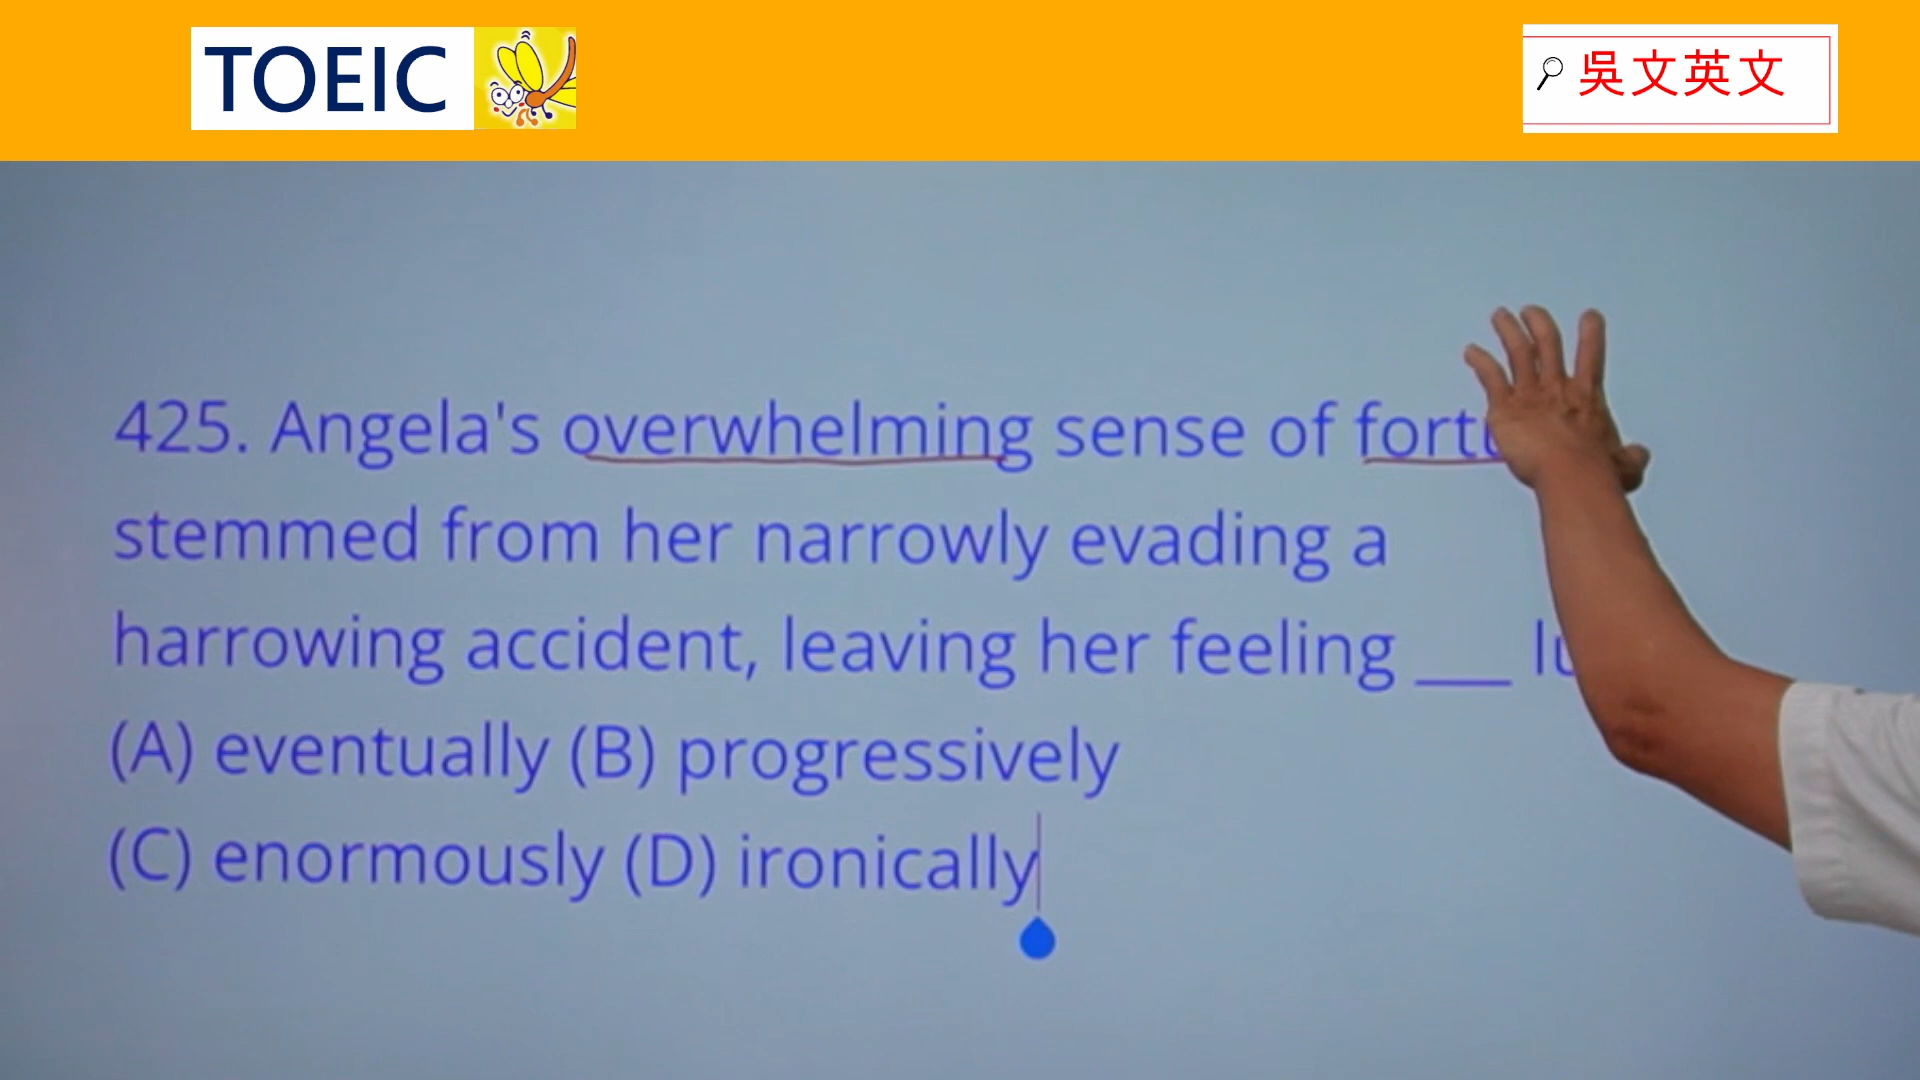 TOEIC
吳文英文
425. Angela's overwhelming sense of
stemmed from her narrowly evading a
harrowing accident, leaving her feeling ___
(A) eventually (B) progressively
(C) enormously (D) ironically